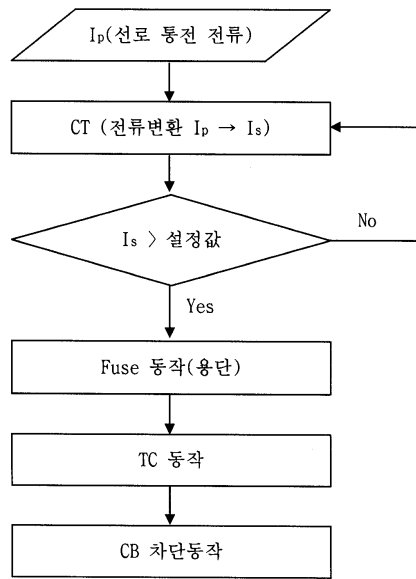 Ip(선로 통전 전류)
CT (전류변환 Ip → Is)
Is > 설정값
No
Yes
Fuse 동작(용단)
TC 동작
CB 차단동작